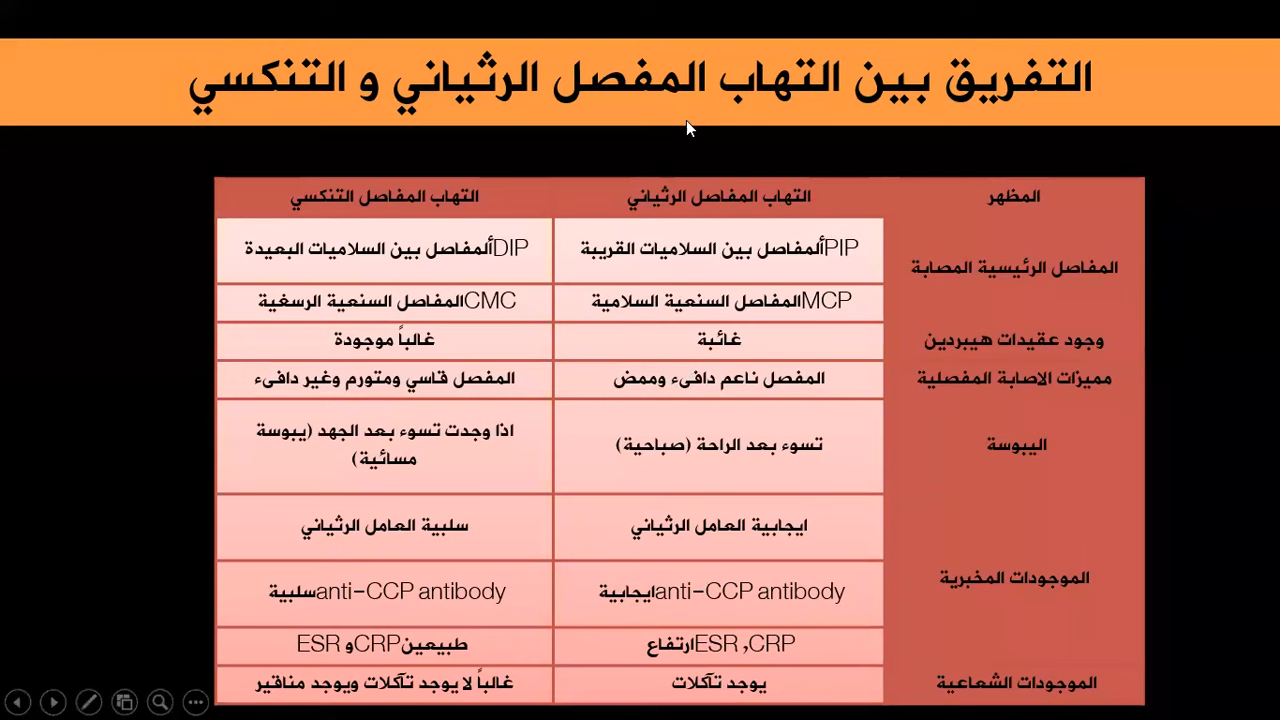 التفريق بين التهاب المفصل الرثياني و التنكسي
المظهر
التهاب المفاصل الرثياني
التهاب المفاصل التنكسي
المفاصل الرئيسية المصابة
PIPألمفاصل بين السلاميات القريبة
DIPألمفاصل بين السلاميات البعيدة
MCPالمفاصل السنعية السلامية
CMCالمفاصل السنعية الرسغية
وجود عقيدات هيبردين
غائبة
غالباً موجودة
مميزات الاصابة المفصلية
المفصل ناعم دافىء وممض
المفصل قاسي ومتورم وغير دافىء
اليبوسة
تسوء بعد الراحة (صباحية)
اذا وجدت تسوء بعد الجهد (يبوسة
مسائية)
الموجودات المخبرية
ايجابية العامل الرثياني
سلبية العامل الرثياني
anti-CCP antibodyايجابية
anti-CCP antibodyسلبية
ESR ,CRPارتفاع
طبيعينCRPو ESR
الموجودات الشعاعية
يوجد تآكلات
غالباً لا يوجد تآكلات ويوجد مناقير